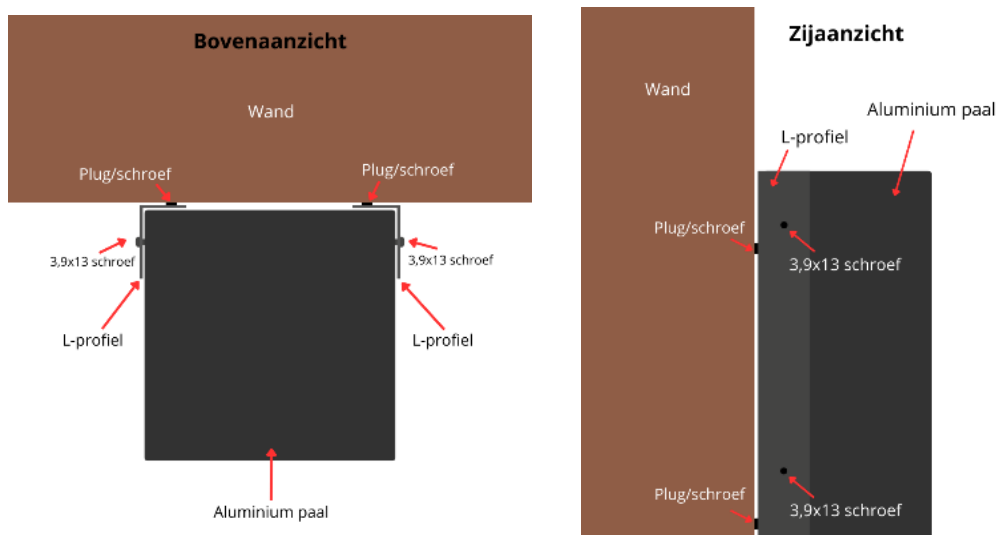 Bovenaanzicht
Wand
Plug/schroef
Plug/schroef
3,9x13 schroef
3,9x13 schroef
L-profiel
L-profiel
Aluminium paal
Zijaanzicht
Wand
Aluminium paal
L-profiel
Plug/schroef
3,9x13 schroef
Plug/schroef
3,9x13 schroef